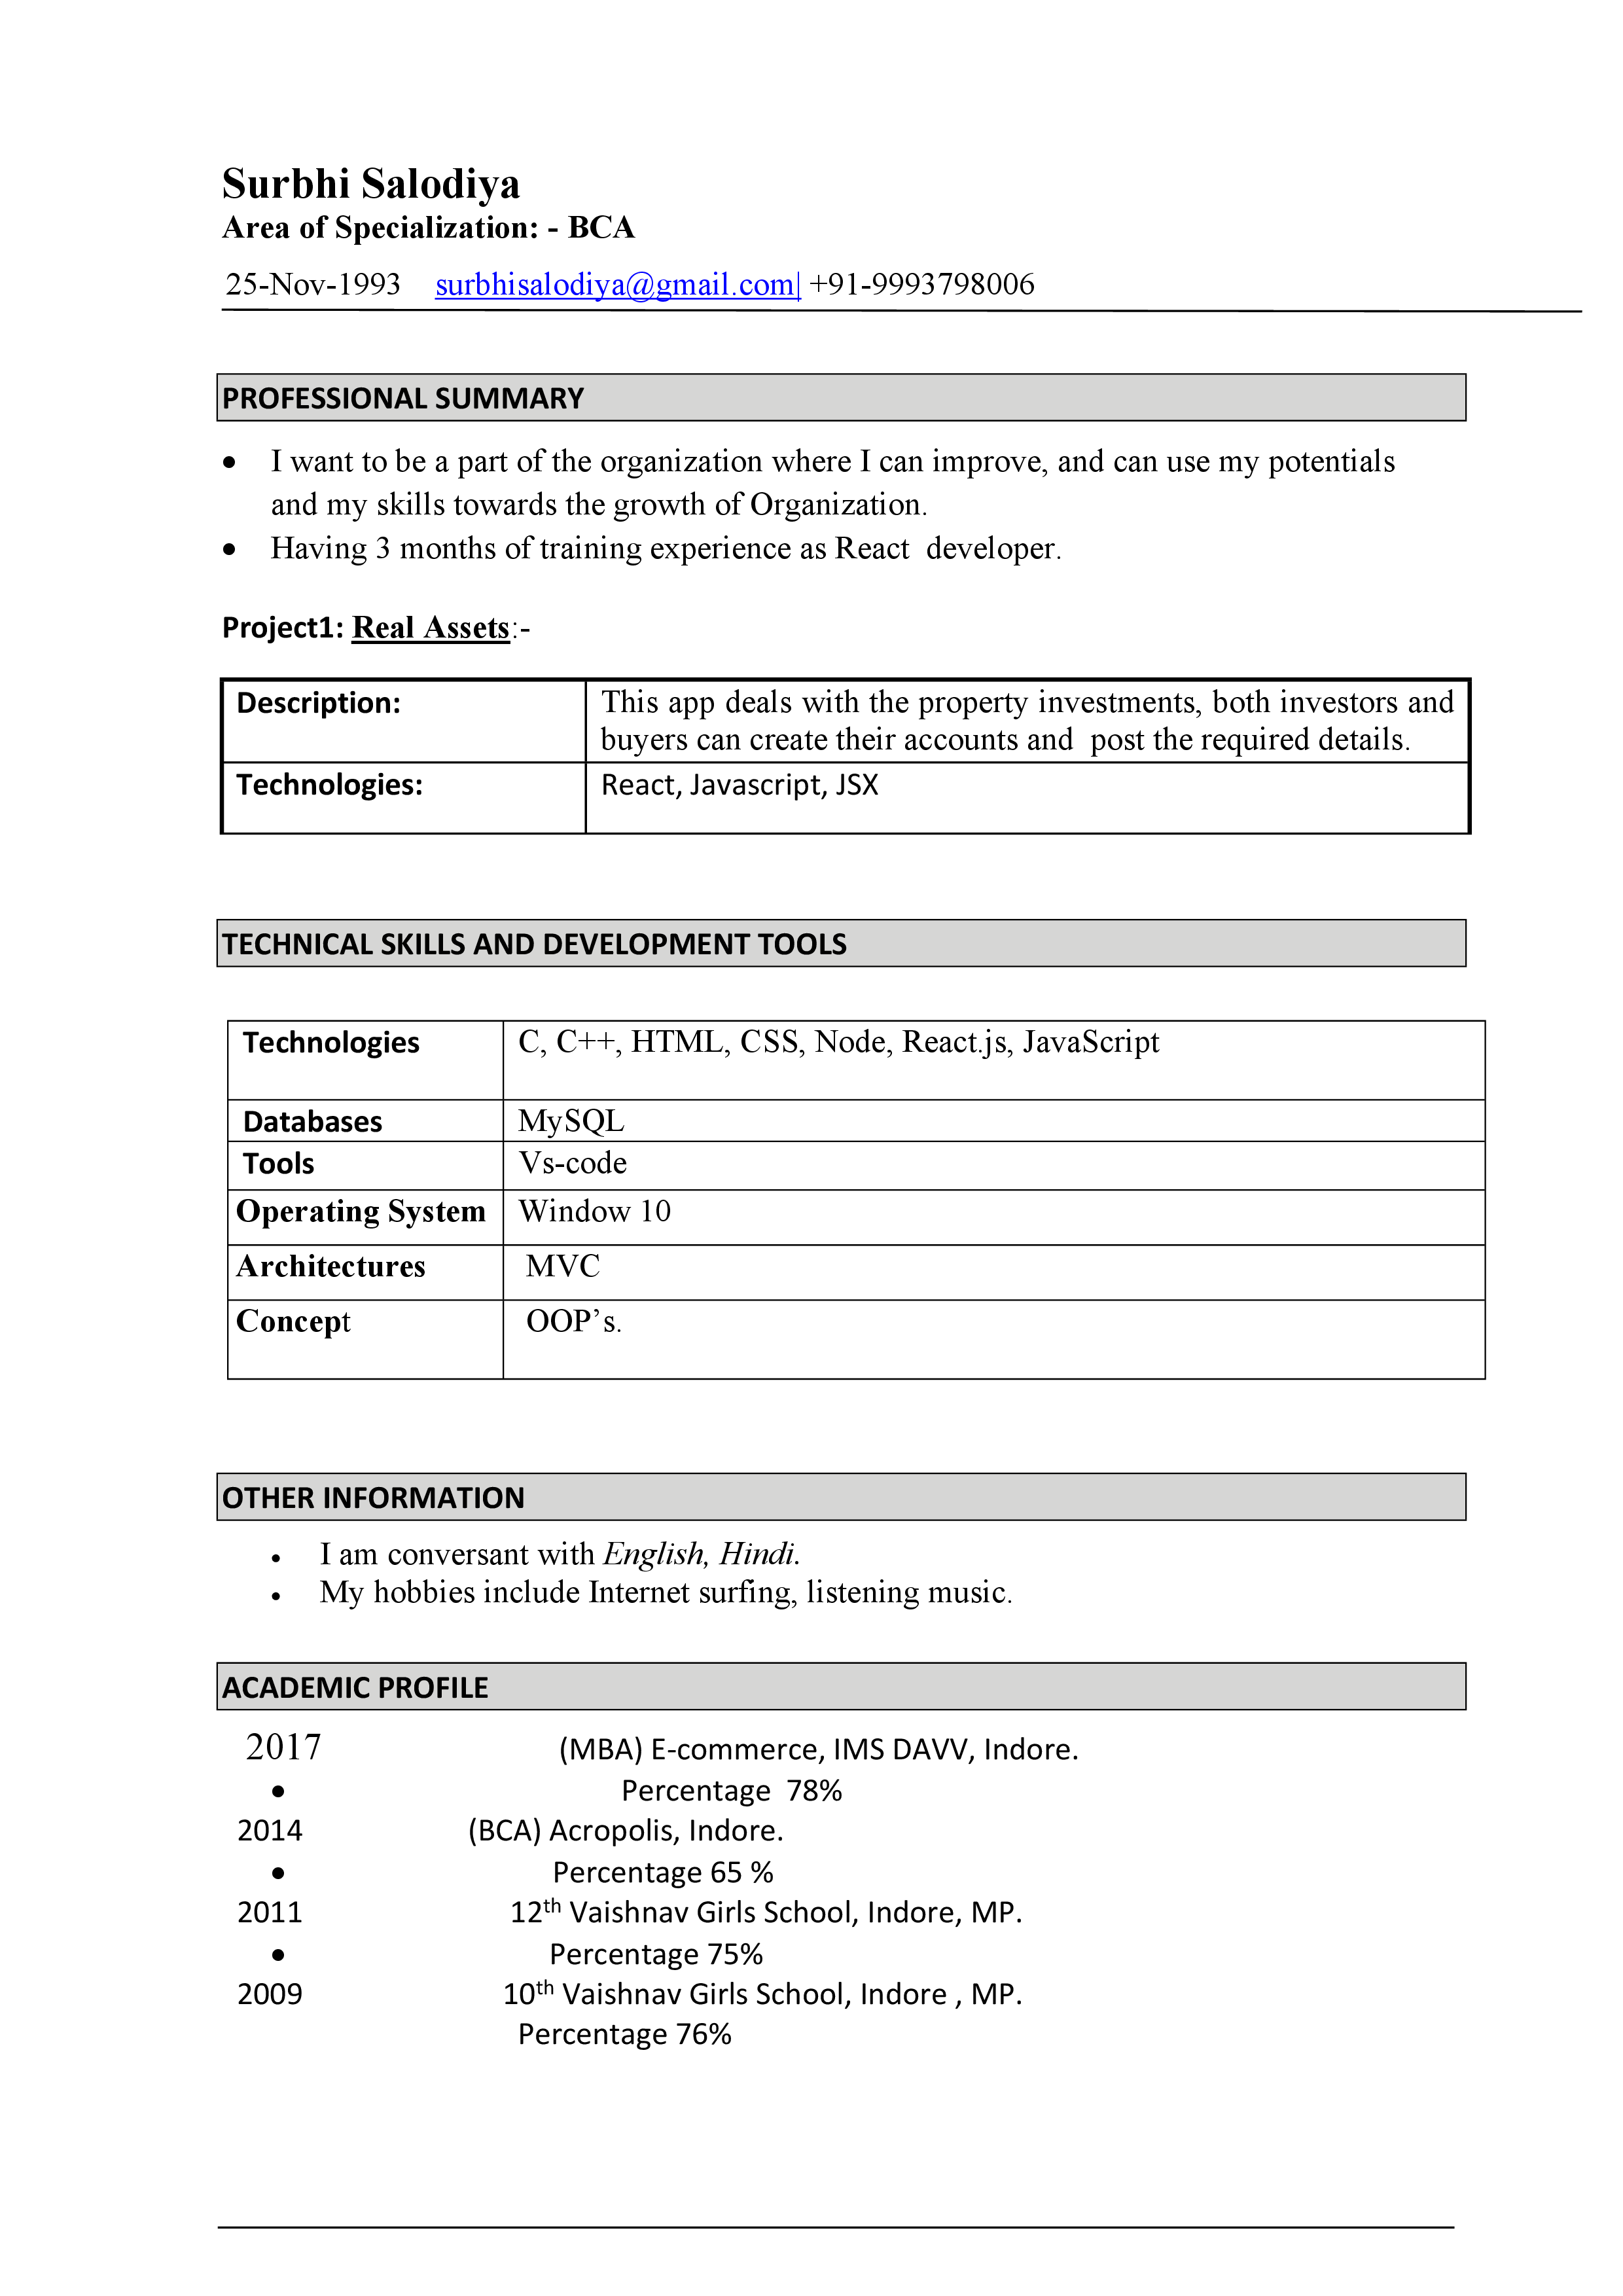 Surbhi Salodiya
Area of Specialization: - BCA
25-Nov-1993 surbhisalodiya@gmail.com| +91-9993798006
PROFESSIONAL SUMMARY
• I want to be a part of the organization where I can improve, and can use my potentials
and my skills towards the growth of Organization.
• Having 3 months of training experience as React developer.
Project1: Real Assets:-
Description: This app deals with the property investments, both investors and
buyers can create their accounts and post the required details.
Technologies: React, Javascript, JSX
TECHNICAL SKILLS AND DEVELOPMENT TOOLS
Technologies C, C++, HTML, CSS, Node, React.js, JavaScript
Databases MySQL
Tools Vs-code
Operating System Window 10
Architectures MVC
Concept OOP’s.
OTHER INFORMATION
• I am conversant with English, Hindi.
• My hobbies include Internet surfing, listening music.
ACADEMIC PROFILE
2017 (MBA) E-commerce, IMS DAVV, Indore.
• Percentage 78%
2014 (BCA) Acropolis, Indore.
• Percentage 65 %
2011 12th Vaishnav Girls School, Indore, MP.
• Percentage 75%
2009 10th Vaishnav Girls School, Indore , MP.
Percentage 76%